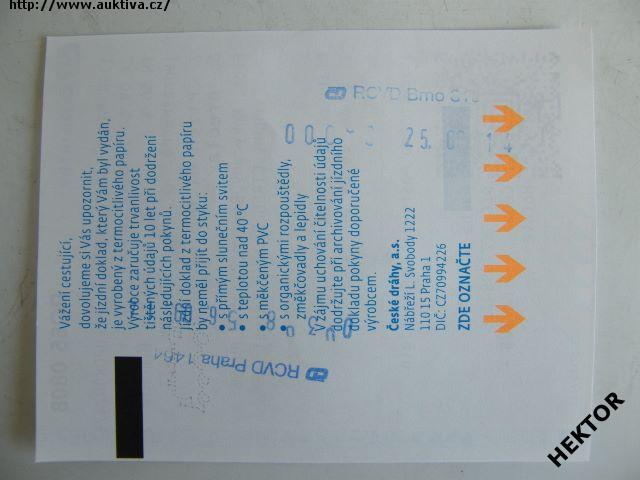 http://www.auktiva.cz/
Vážení cestující,
dovolujeme si Vás upozornit,
že jízdní doklad, který Vám byl vydán,
je vyrobený z termocitlivého papíru.
Výrobce zaručuje trvanlivost
tištěných údajů 10 let při dodržení
následujících pokynů.
Jízdní doklad z termocitlivého papíru
by neměl přijít do styku:
• s přímým slunečním svitem
• s teplotou nad 40 °C
• s měkčeným PVC
• s organickými rozpouštědly,
změkčovadly a lepidly
V zájmu uchování čitelnosti údajů
dodržujte při archivování jízdního
dokladu pokyny doporučené
výrobcem.
České dráhy, a.s.
Nábřeží L. Svobody 1222
110 15 Praha 1
DIČ: CZ70994226
ZDE OZNAČTE
RCVD Brno
25.
RCVD Praha
HEKTOR